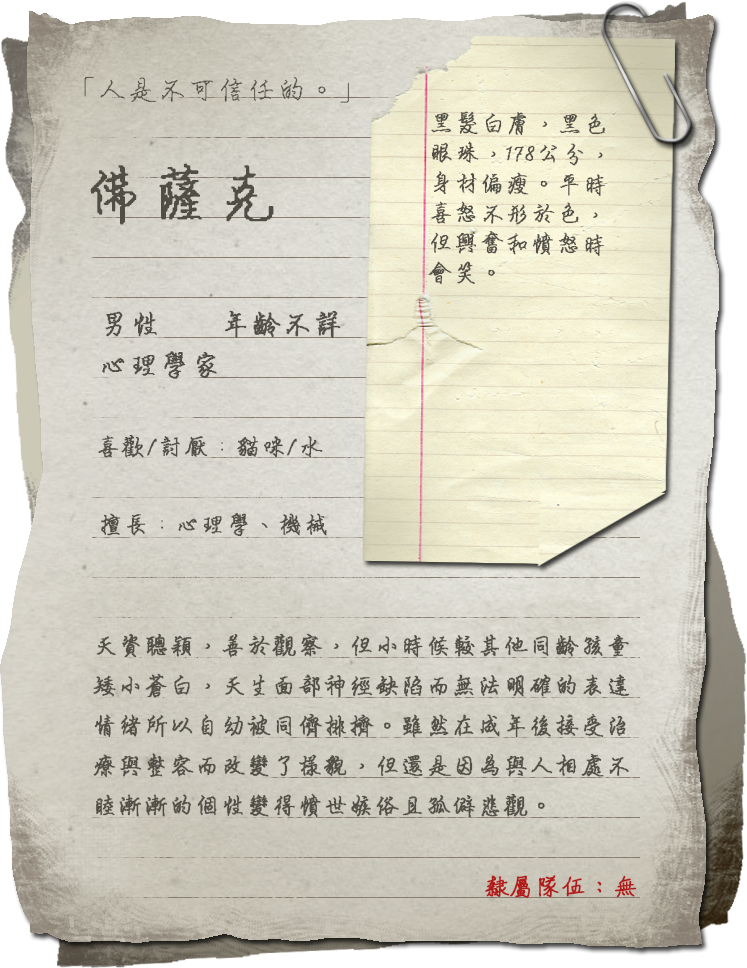 「人是不可信任的。」
佛薩克
男性　年齡不詳
心理學家
喜歡/討厭：貓咪/水
擅長：心理學、機械
黑髮白膚，黑色
眼珠，178公分，
身材偏瘦。平時
喜怒不形於色，
但興奮和憤怒時
會笑。
天資聰穎，善於觀察，但小時候較其他同齡孩童
矮小蒼白，天生面部神經缺陷而無法明確的表達
情緒所以自幼被同儕排擠。雖然在成年後接受治
療與整容而改變了樣貌，但還是因為與人相處不
睦漸漸的個性變得憤世嫉俗且孤僻悲觀。
隸屬隊伍：無